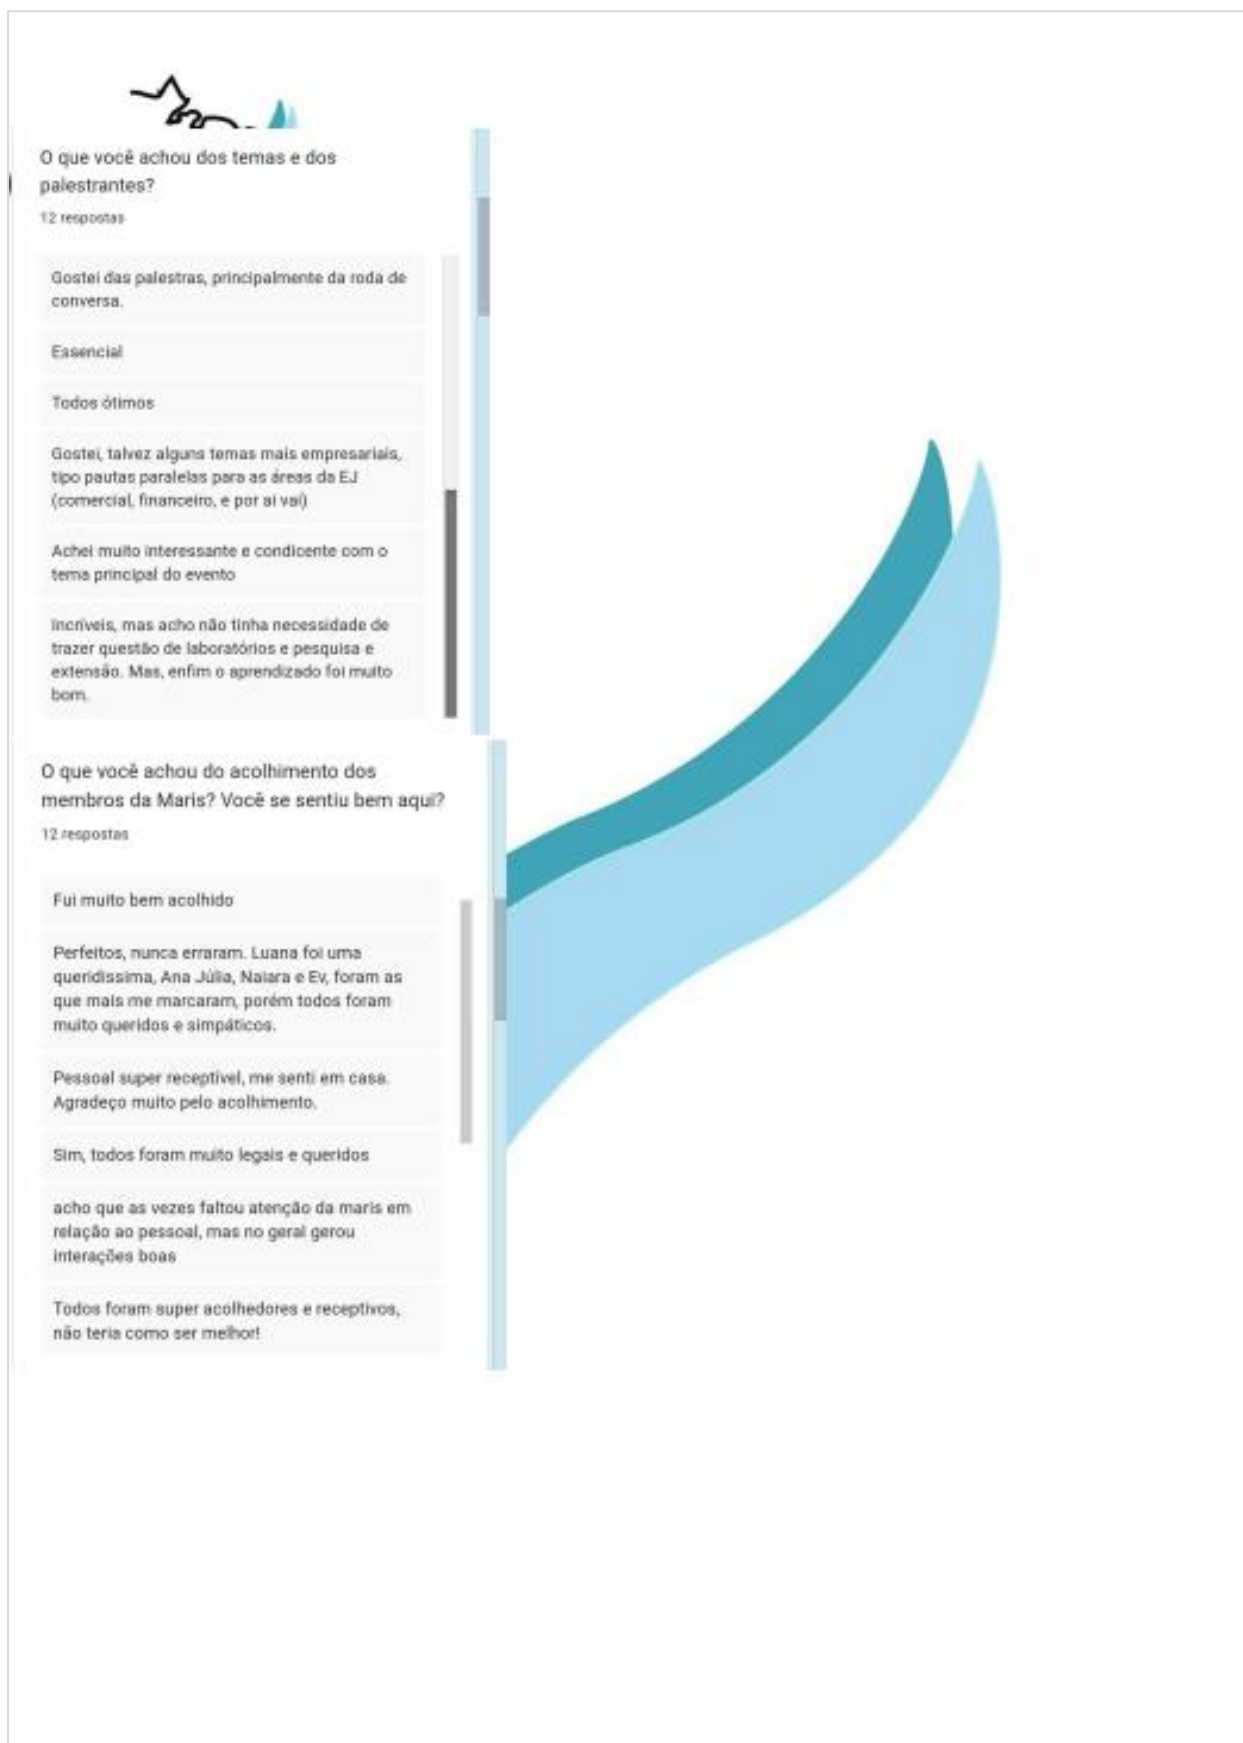 O que você achou dos temas e dos
palestrantes?
12 respostas
Gostei das palestras, principalmente da roda de
conversa.
Essencial
Todos ótimos
Gostei, talvez alguns temas mais empresariais,
tipo pautas paralelas para as áreas da EJ
(comercial, financeiro, e por ai vai)
Achei muito interessante e condicente com o
tema principal do evento
Incríveis, mas acho não tinha necessidade de
trazer questão de laboratórios e pesquisa e
extensão. Mas, enfim o aprendizado foi muito
bom.
O que você achou do acolhimento dos
membros da Maris? Você se sentiu bem aqui?
12 respostas
Fui muito bem acolhido
Perfeitos, nunca erraram. Luana foi uma
queridissima, Ana Júlia, Naiara e Ev, foram as
que mais me marcaram, porém todos foram
muito queridos e simpáticos.
Pessoal super receptível, me senti em casa.
Agradeço muito pelo acolhimento.
Sim, todos foram muito legais e queridos
acho que as vezes faltou atenção da maris em
relação ao pessoal, mas no geral gerou
interações boas
Todos foram super acolhedores e receptivos,
não teria como ser melhor!